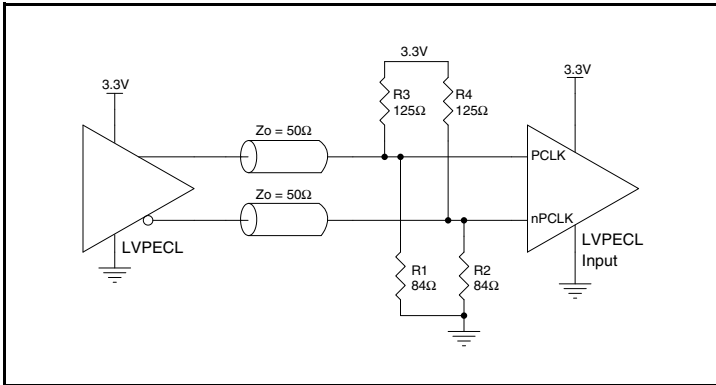 3.3V
3.3V
3.3V
R3
125Ω
R4
125Ω
Zo = 50Ω
PCLK
Zo = 50Ω
nPCLK
LVPECL
LVPECL
Input
R1
84Ω
R2
84Ω